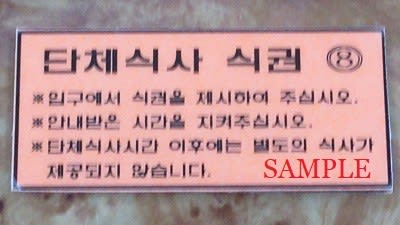 단체식사 식권 ⑧
※입구에서 식권을 제시하여 주십시오.
※안내받은 시간을 지켜주십시오.
※단체식사시간 이후에는 별도의 식사가
제공되지 않습니다.
SAMPLE